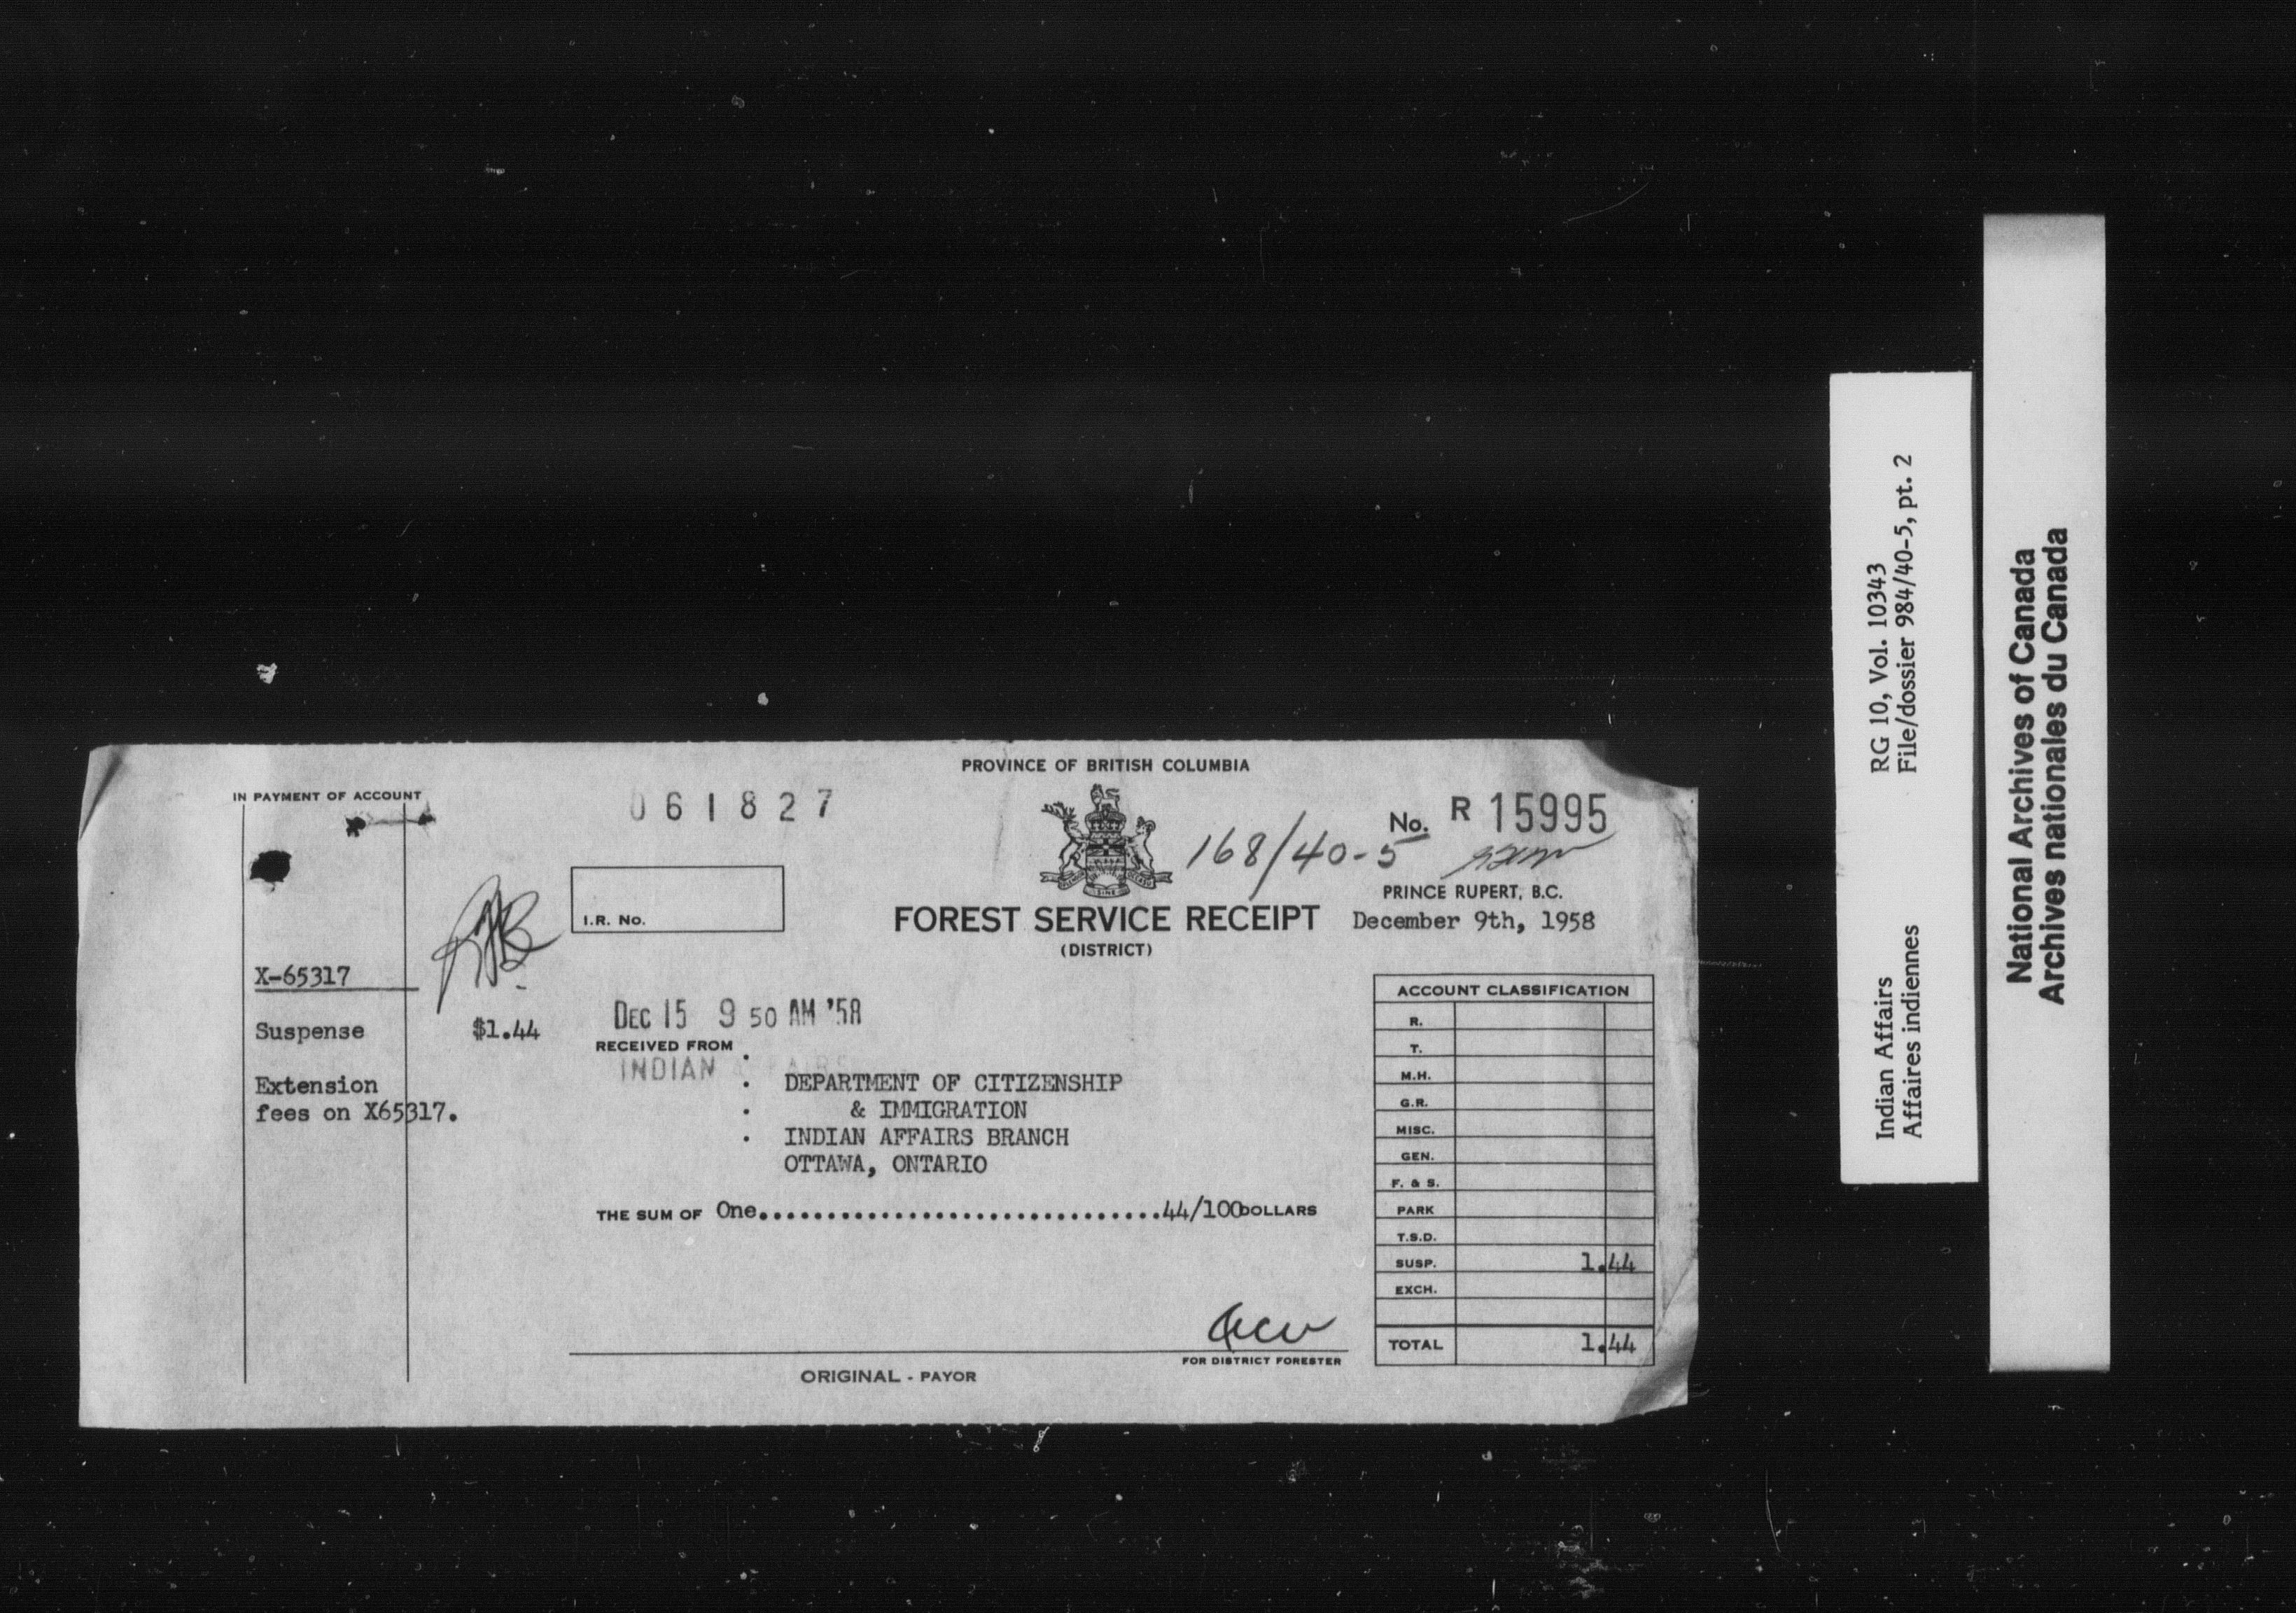 PROVINCE OF BRITISH COLUMBIA
IN PAYMENT OF ACCOUNT
061827
No. R 15995
168/40-5
PRINCE RUPERT, B.C.
I.R. No.
FOREST SERVICE RECEIPT
December 9th, 1958
(DISTRICT)
X-65317
Suspense $1.44
Extension
fees on X65317.
DEC 15 9 50 AM '58
RECEIVED FROM
INDIAN AFFAIRS
DEPARTMENT OF CITIZENSHIP
& IMMIGRATION
INDIAN AFFAIRS BRANCH
OTTAWA, ONTARIO
THE SUM OF One..............................44/100DOLLARS
FOR DISTRICT FORESTER
ORIGINAL - PAYOR
ACCOUNT CLASSIFICATION
R.
T.
M.H.
G.R.
MISC.
GEN.
F. & S.
PARK
T.S.D.
SUSP. 1.44
EXCH.
TOTAL 1.44
Indian Affairs RG 10, Vol. 10343
Affaires indiennes File/dossier 984/40-5, pt. 2
National Archives of Canada
Archives nationales du Canada